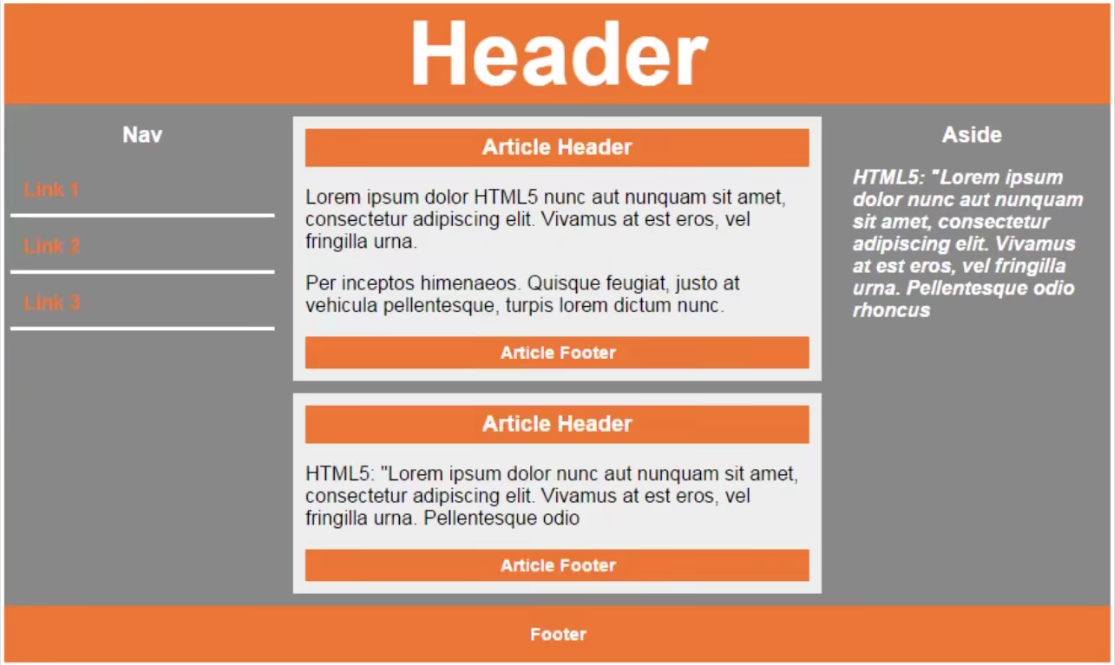 Header
Nav
Link 1
Link 2
Link 3
Article Header
Lorem ipsum dolor HTML5 nunc aut nunquam sit amet,
consectetur adipiscing elit. Vivamus at est eros, vel
fringilla urna.
Per inceptos himenaeos. Quisque feugiat, justo at
vehicula pellentesque, turpis lorem dictum nunc.
Article Footer
Article Header
HTML5: "Lorem ipsum dolor nunc aut nunquam sit amet,
consectetur adipiscing elit. Vivamus at est eros, vel
fringilla urna. Pellentesque odio
Article Footer
Aside
HTML5: "Lorem ipsum
dolor nunc aut nunquam
sit amet, consectetur
adipiscing elit. Vivamus
at est eros, vel fringilla
urna. Pellentesque odio
rhoncus
Footer